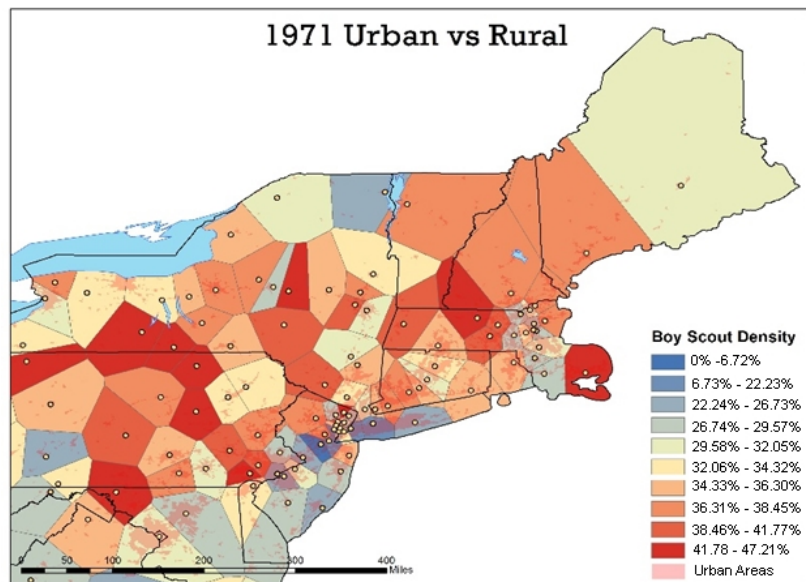 1971 Urban vs Rural
Boy Scout Density
0% -6.72%
6.73% - 22.23%
22.24% - 26.73%
26.74% - 29.57%
29.58% - 32.05%
32.06% - 34.32%
34.33% - 36.30%
36.31% - 38.45%
38.46% - 41.77%
41.78 - 47.21%
Urban Areas
0 50 100 200 300 400
Miles